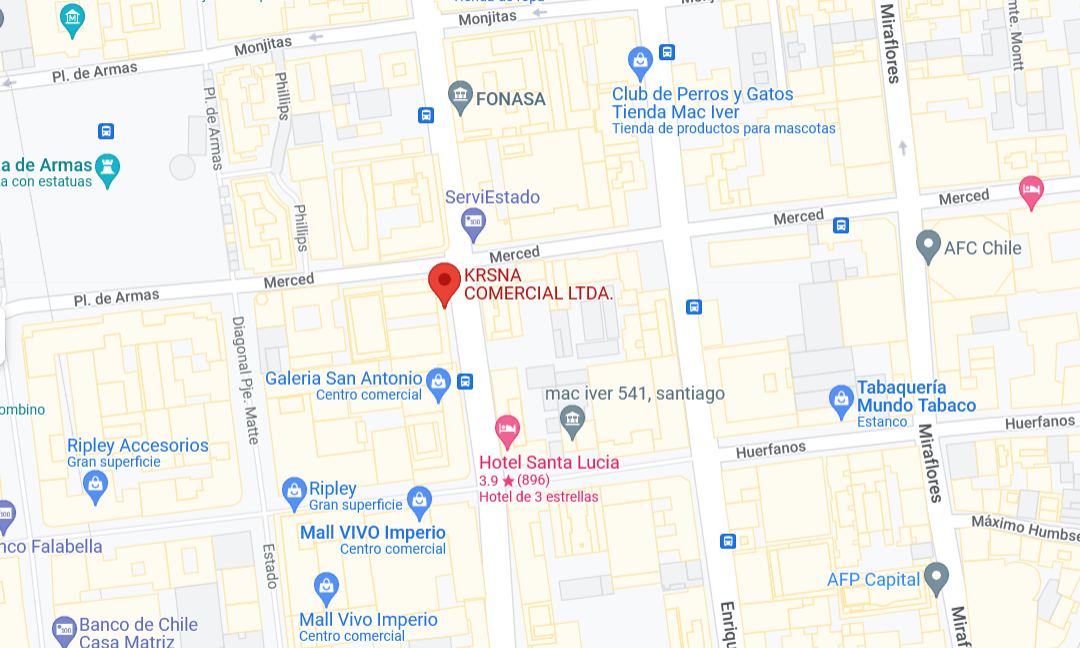 Tienda de ropa
Monjitas
Monjitas
Pl. de Armas
Pl. de Armas
Phillips
FONASA
Club de Perros y Gatos
Tienda Mac Iver
Tienda de productos para mascotas
Miraflores
mte. Montt
a de Armas
a con estatuas
ServiEstado
Phillips
Merced
Merced
Merced
Merced
AFC Chile
KRSNA
COMERCIAL LTDA.
Pl. de Armas
Diagonal Pje. Matte
Galeria San Antonio
Centro comercial
mac iver 541, santiago
Tabaquería
Mundo Tabaco
Estanco
ombino
Huerfanos
Huerfanos
Miraflores
Ripley Accesorios
Gran superficie
Hotel Santa Lucia
3.9 ★ (896)
Hotel de 3 estrellas
Ripley
Gran superficie
Mall VIVO Imperio
Centro comercial
nco Falabella
Máximo Humbse
Estado
AFP Capital
Mall Vivo Imperio
Centro comercial
Banco de Chile
Casa Matriz
Enriqu
Miraf